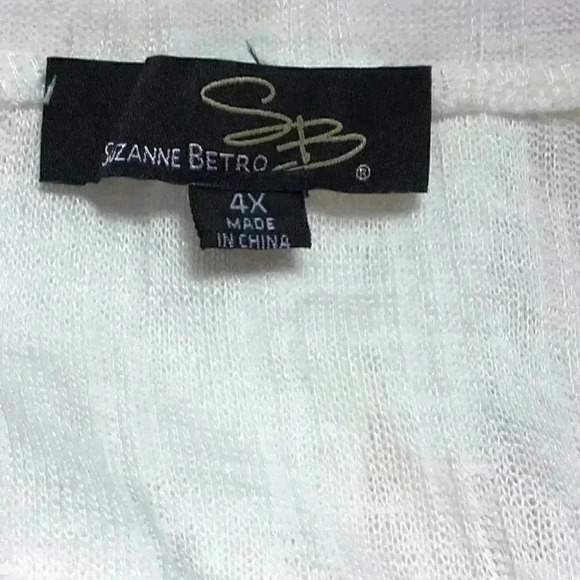 SB
SUZANNE BETRO ®
4X
MADE
IN CHINA